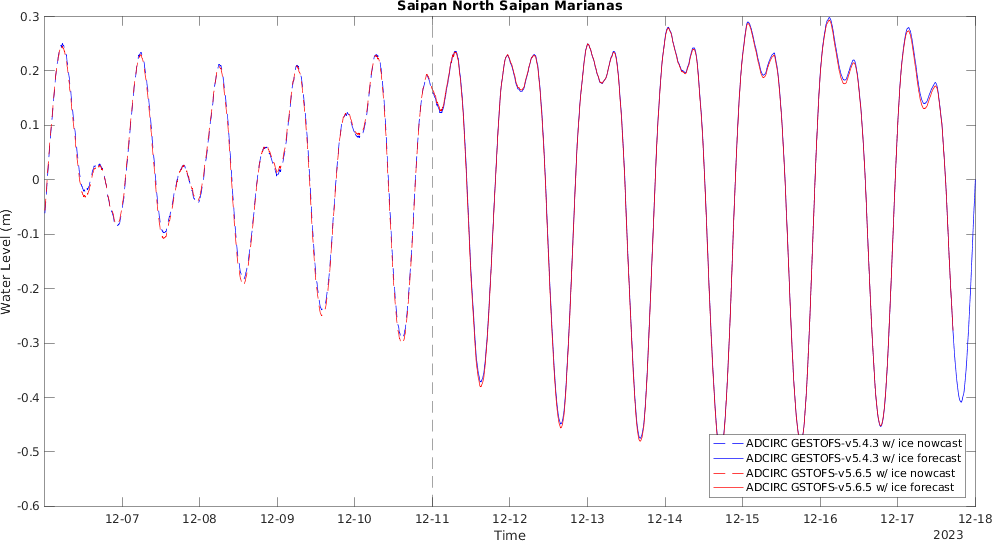 Saipan North Saipan Marianas
0.3
0.2
0.1
0
-0.1
-0.2
-0.3
-0.4
-0.5
-0.6
Water Level (m)
ADCIRC GESTOFS-v5.4.3 w/ ice nowcast
ADCIRC GESTOFS-v5.4.3 w/ ice forecast
ADCIRC GSTOFS-v5.6.5 w/ ice nowcast
ADCIRC GSTOFS-v5.6.5 w/ ice forecast
12-07 12-08 12-09 12-10 12-11 12-12 12-13 12-14 12-15 12-16 12-17 12-18
Time
2023